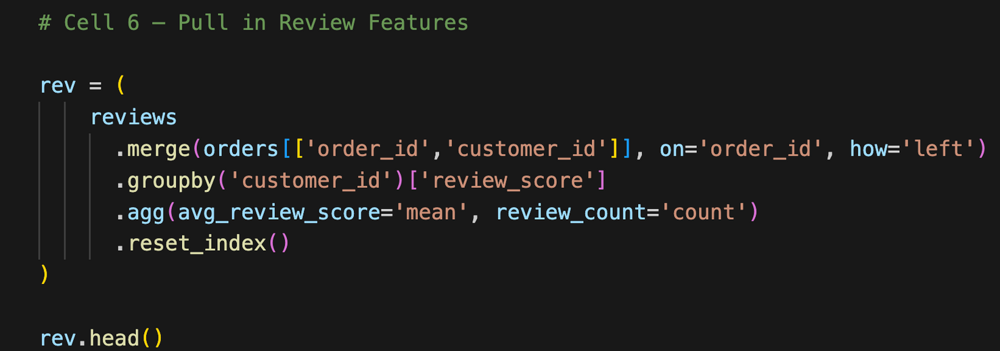 # Cell 6 – Pull in Review Features
rev = (
reviews
.merge(orders[['order_id','customer_id']], on='order_id', how='left')
.groupby('customer_id')['review_score']
.agg(avg_review_score='mean', review_count='count')
.reset_index()
)
rev.head()